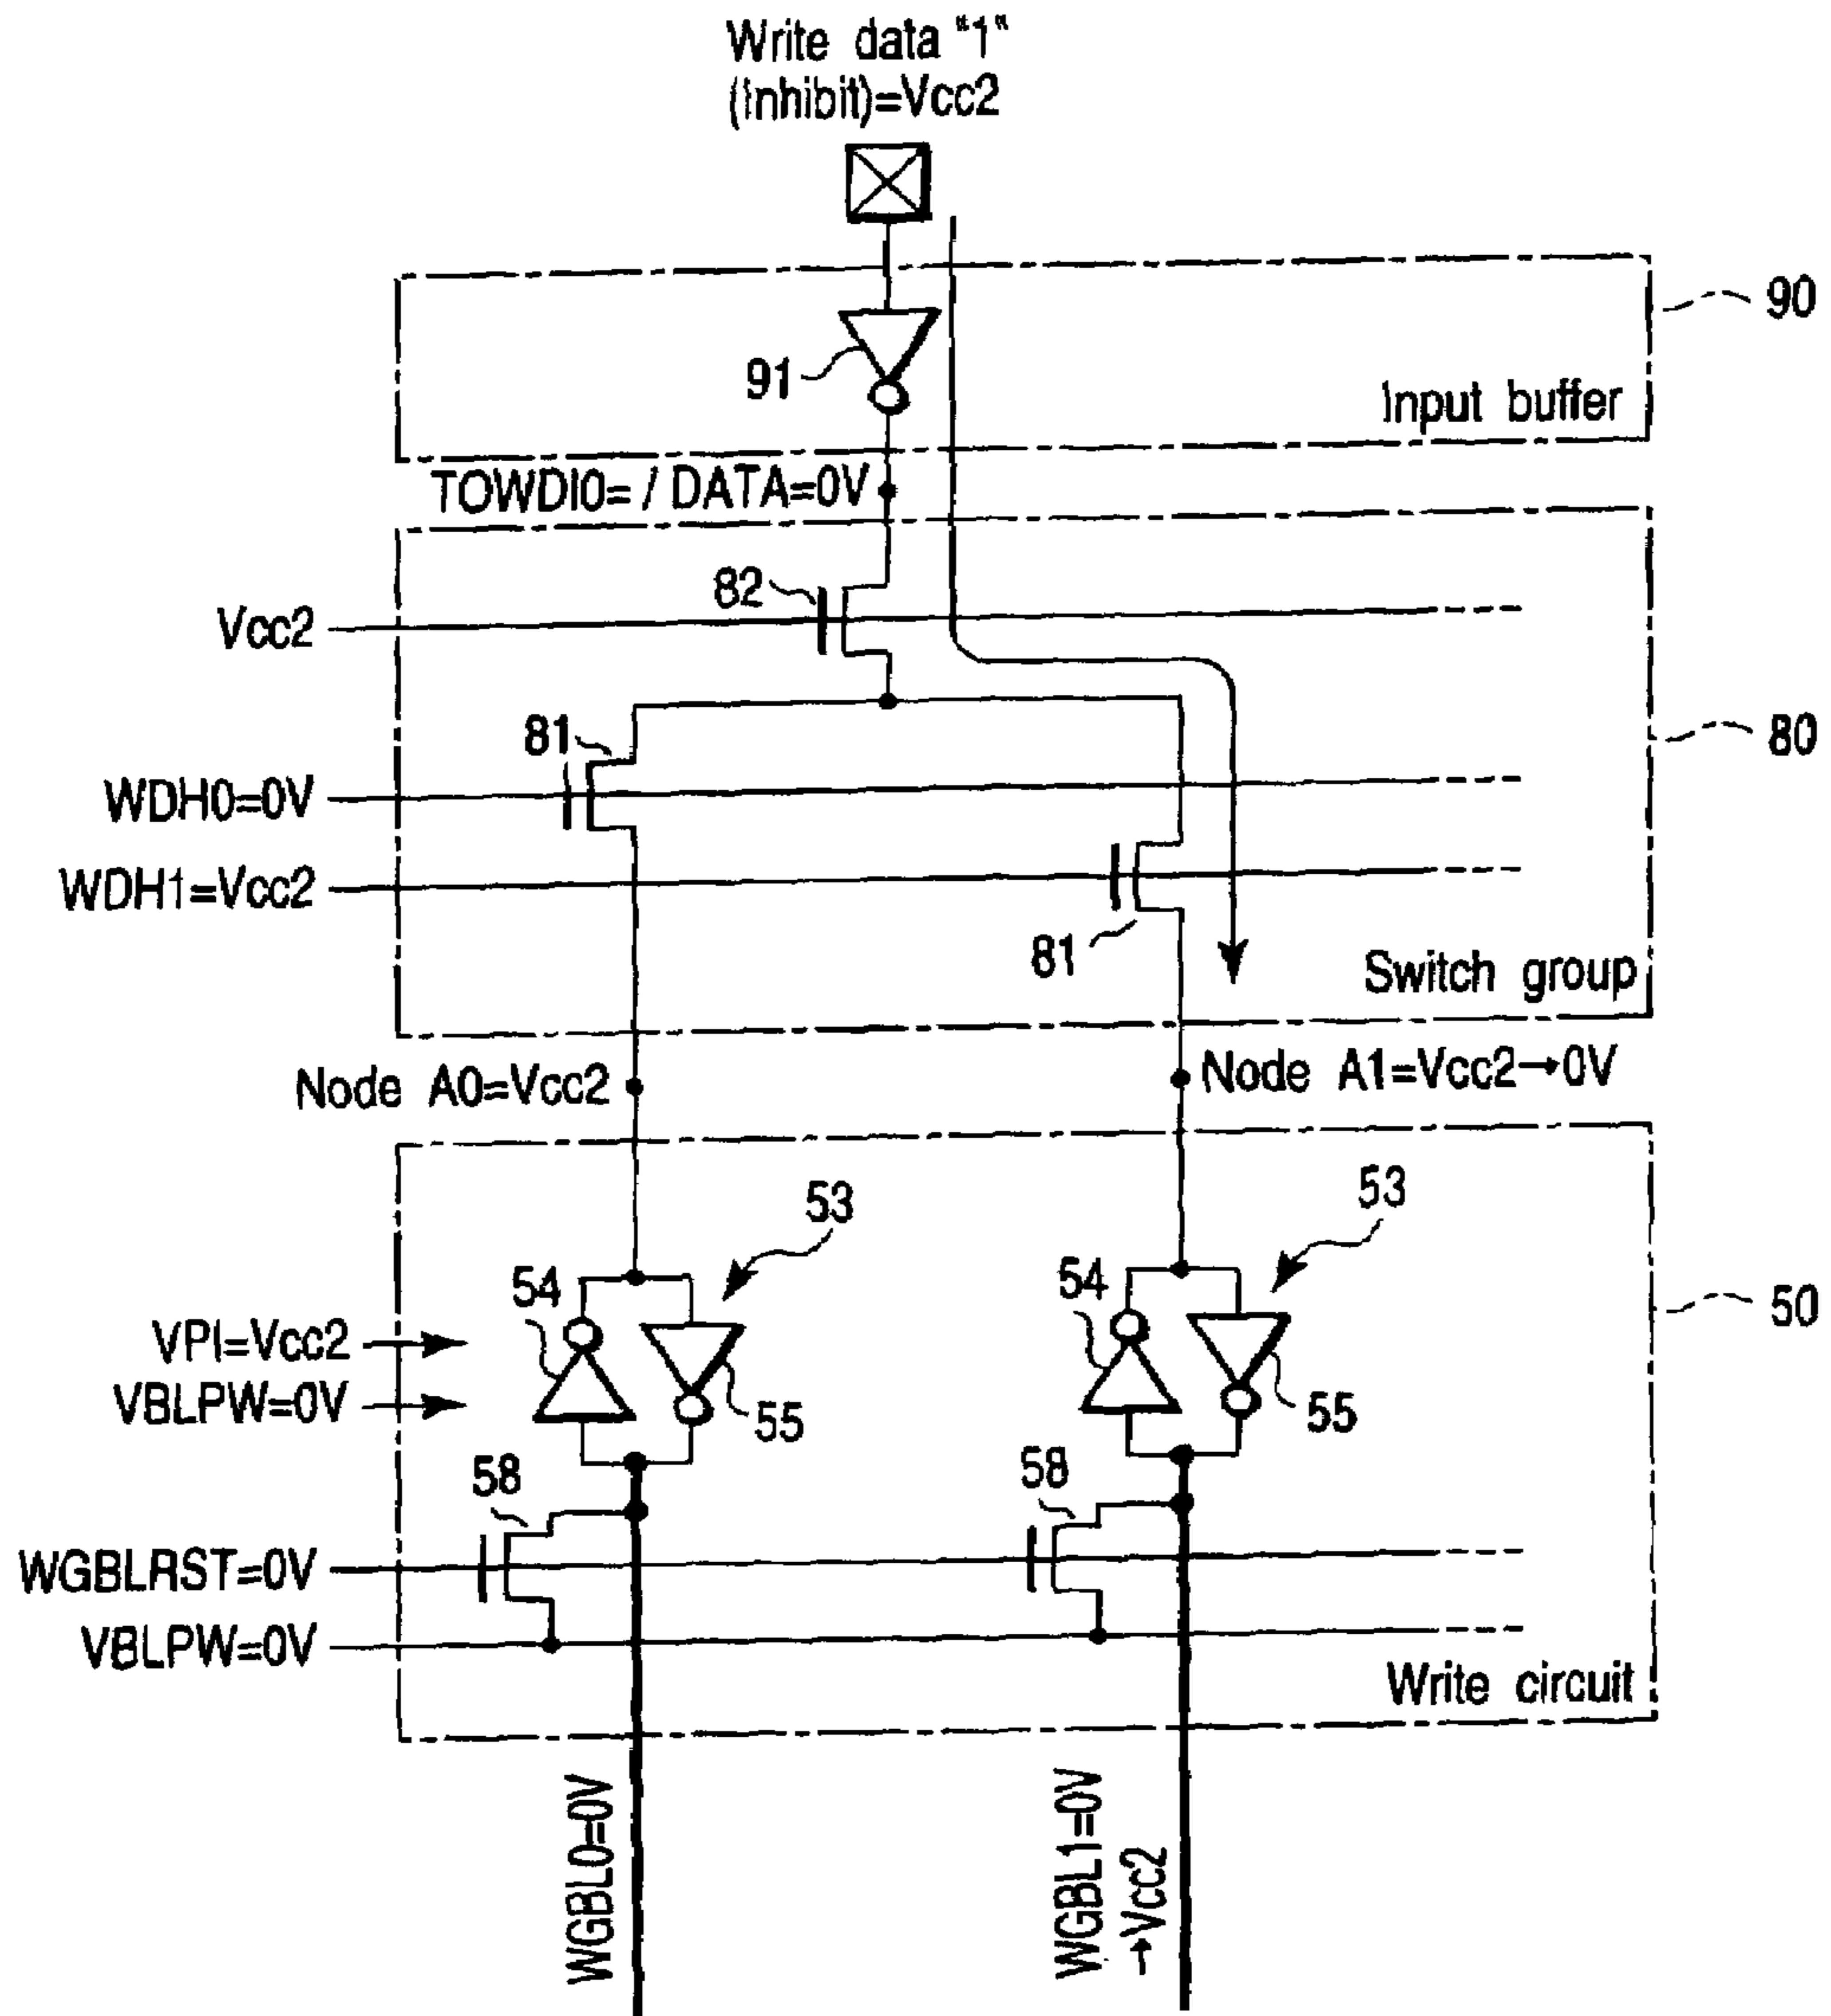 Write data "1"
(Inhibit)=Vcc2
90
91
Input buffer
TOWDI0= / DATA=0V
82
Vcc2
81
80
WDH0=0V
WDH1=Vcc2
81
Switch group
Node A0=Vcc2
Node A1=Vcc2→0V
53
53
54
54
50
VPI=Vcc2
VBLPW=0V
55
55
58
58
WGBLRST=0V
VBLPW=0V
Write circuit
WGBL0=0V
WGBL1=0V
→Vcc2